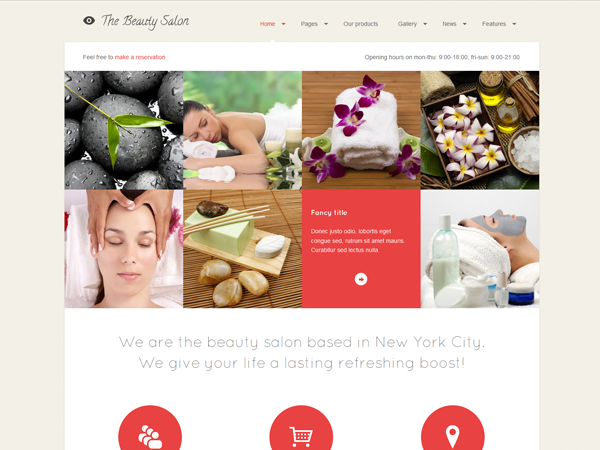 The Beauty Salon
Home Pages Our products Gallery News Features
Feel free to make a reservation
Opening hours on mon-thu: 9:00-18:00, fri-sun: 9:00-21:00
Fancy title
Donec justo odio, lobortis eget
congue sed, rutrum sit amet mauris.
Curabitur sed lectus nulla.
We are the beauty salon based in New York City.
We give your life a lasting refreshing boost!